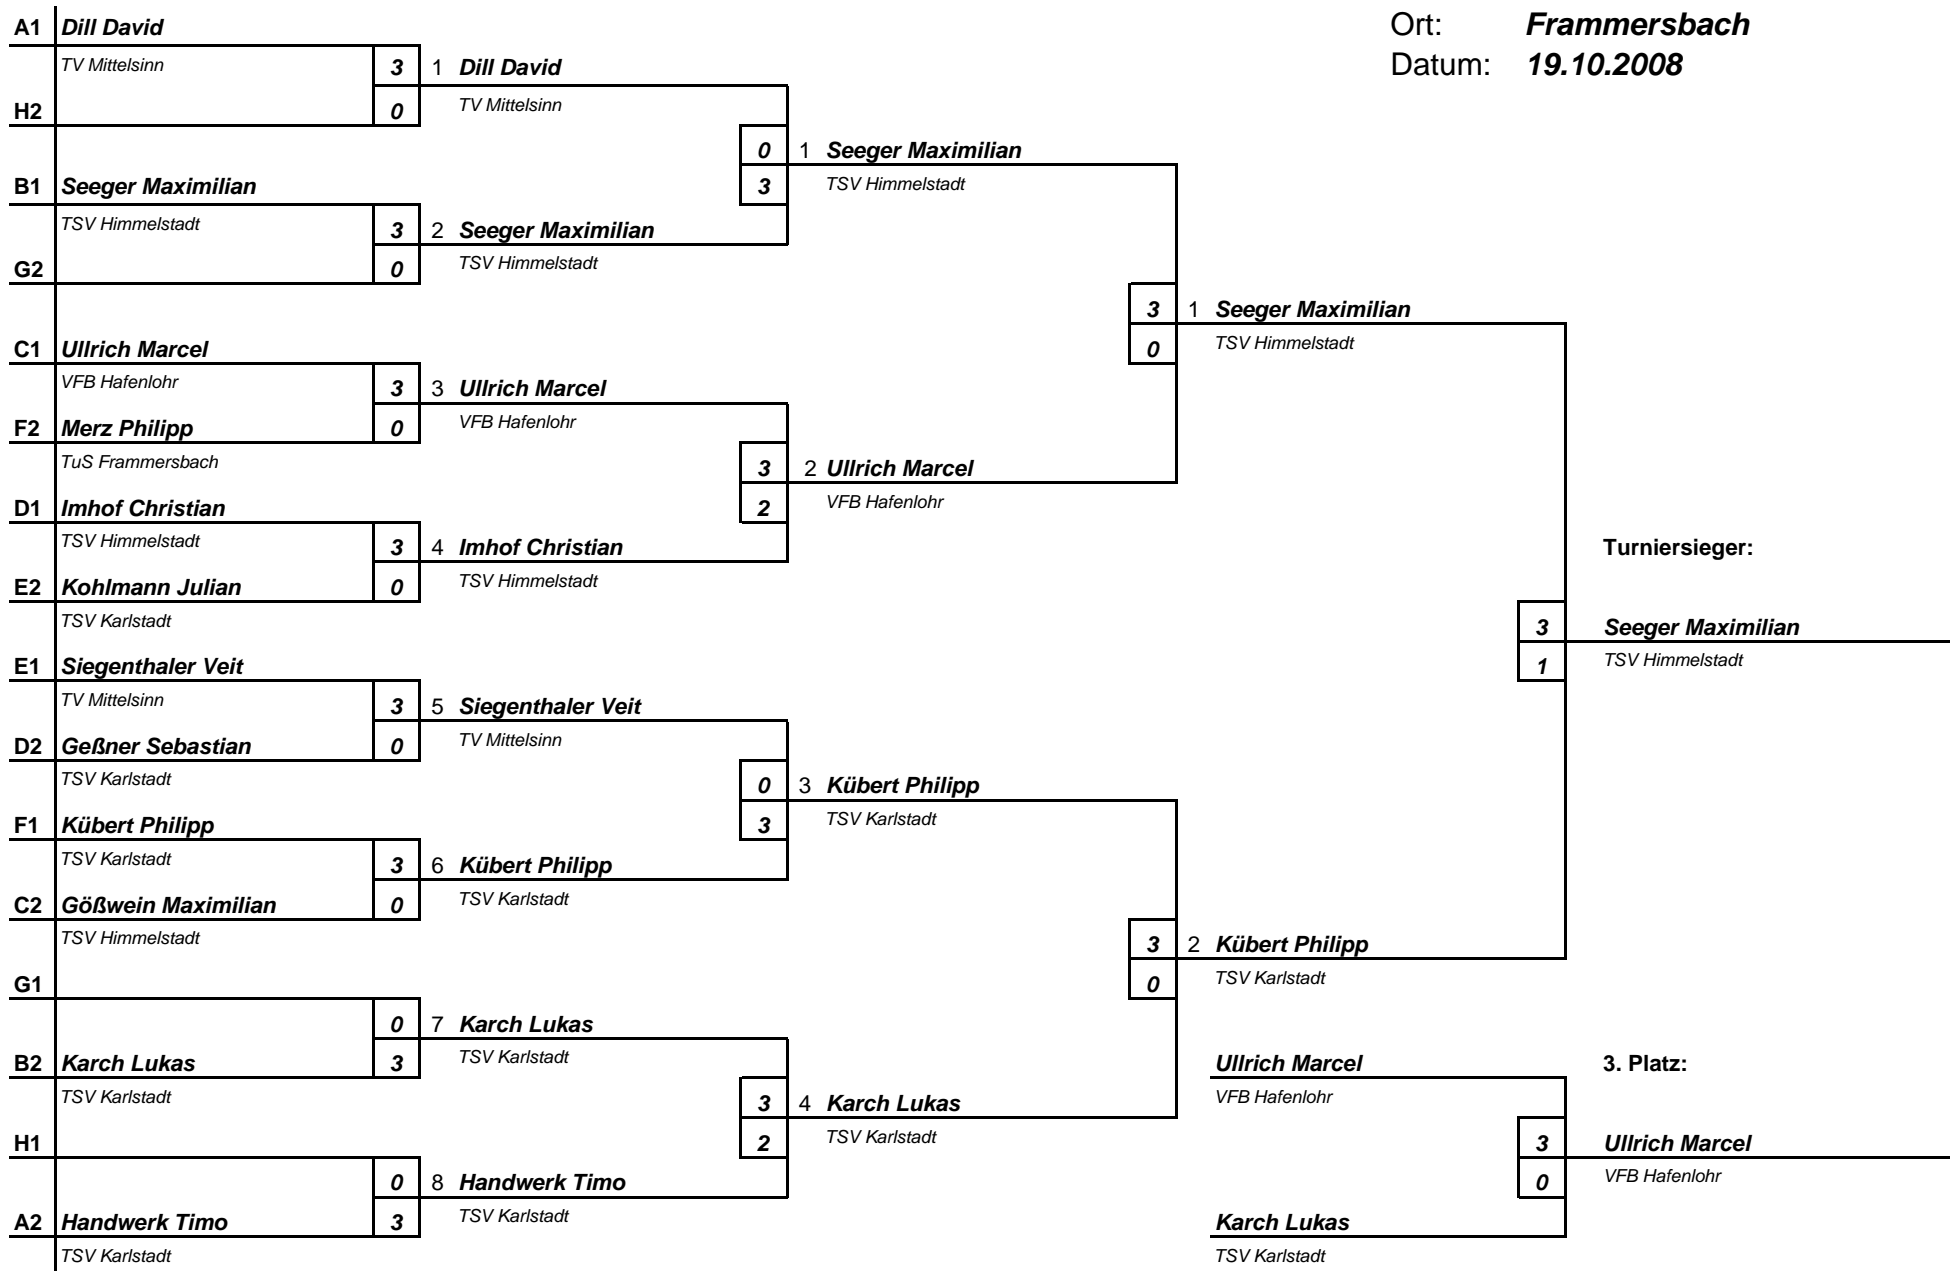 Ort: Frammersbach
Datum: 19.10.2008
A1 Dill David
TV Mittelsinn 3 1 Dill David
H2 0 TV Mittelsinn
0 1 Seeger Maximilian
B1 Seeger Maximilian 3 TSV Himmelstadt
TSV Himmelstadt 3 2 Seeger Maximilian
G2 0 TSV Himmelstadt
3 1 Seeger Maximilian
C1 Ullrich Marcel 0 TSV Himmelstadt
VFB Hafenlohr 3 3 Ullrich Marcel
F2 Merz Philipp 0 VFB Hafenlohr
TuS Frammersbach 3 2 Ullrich Marcel
D1 Imhof Christian 2 VFB Hafenlohr
TSV Himmelstadt 3 4 Imhof Christian Turniersieger:
E2 Kohlmann Julian 0 TSV Himmelstadt
TSV Karlstadt 3 Seeger Maximilian
E1 Siegenthaler Veit 1 TSV Himmelstadt
TV Mittelsinn 3 5 Siegenthaler Veit
D2 Geßner Sebastian 0 TV Mittelsinn
TSV Karlstadt 0 3 Kübert Philipp
F1 Kübert Philipp 3 TSV Karlstadt
TSV Karlstadt 3 6 Kübert Philipp
C2 Gößwein Maximilian 0 TSV Karlstadt
TSV Himmelstadt 3 2 Kübert Philipp
G1 0 TSV Karlstadt
0 7 Karch Lukas
B2 Karch Lukas 3 TSV Karlstadt Ullrich Marcel 3. Platz:
TSV Karlstadt 3 4 Karch Lukas VFB Hafenlohr
H1 2 TSV Karlstadt 3 Ullrich Marcel
0 8 Handwerk Timo 0 VFB Hafenlohr
A2 Handwerk Timo 3 TSV Karlstadt Karch Lukas
TSV Karlstadt TSV Karlstadt